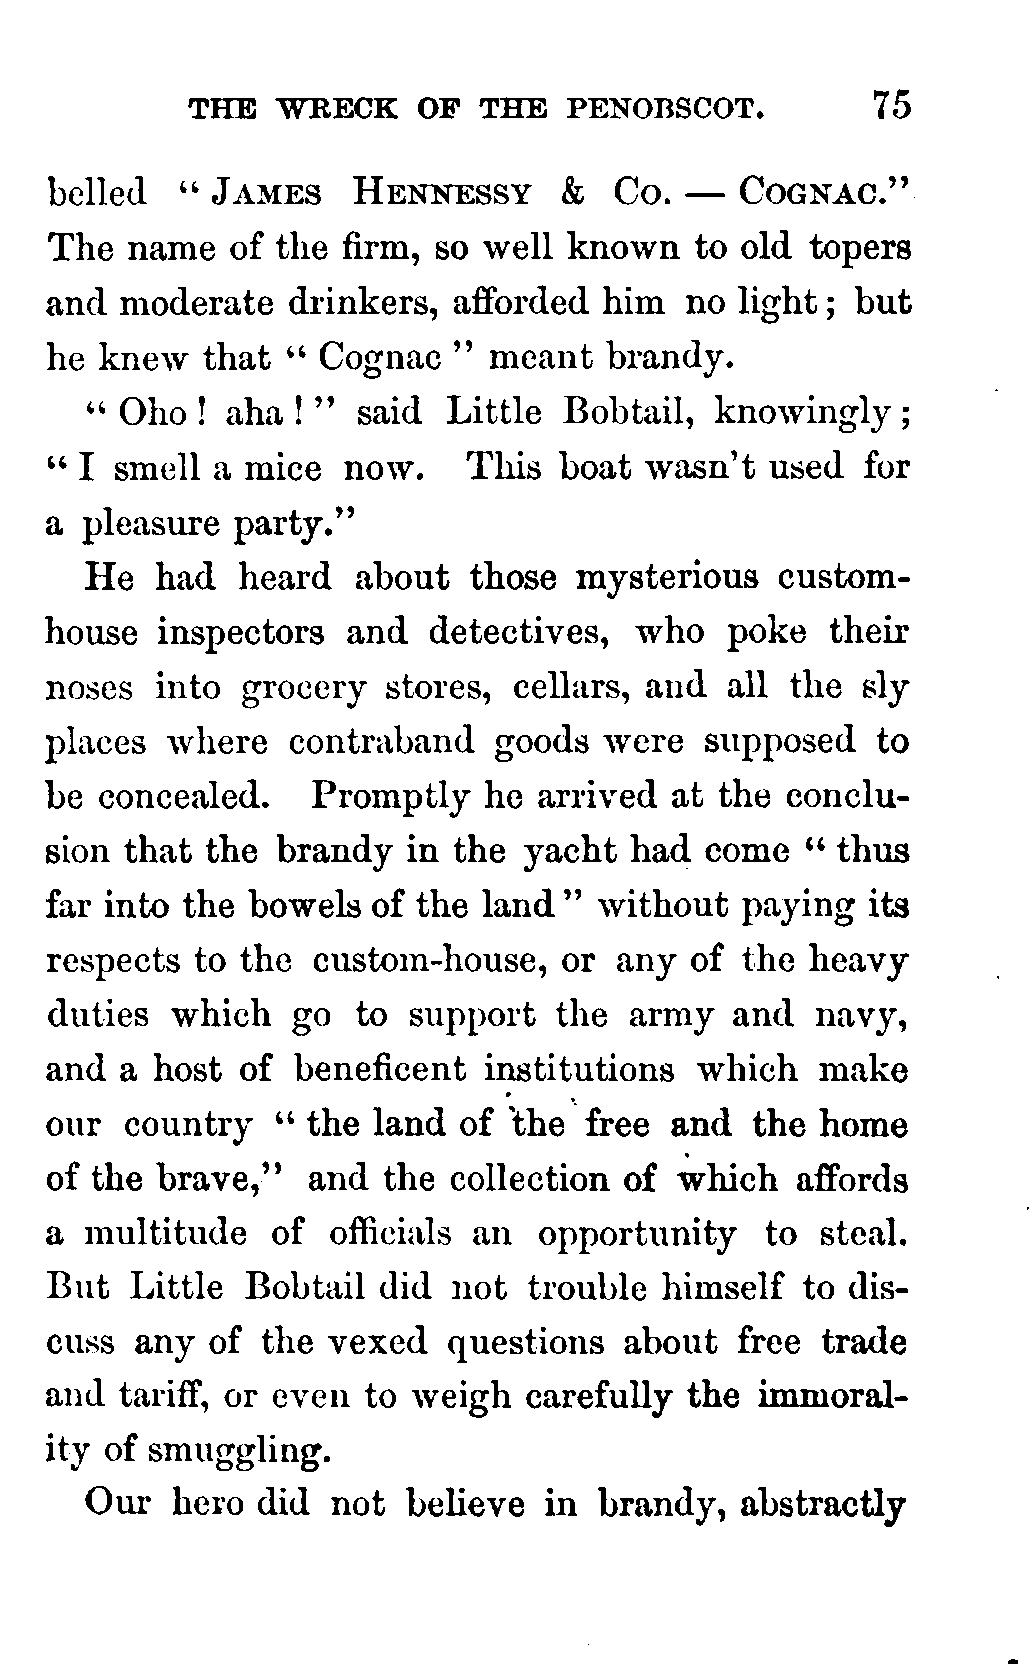 THE WRECK OF THE PENOBSCOT. 75
belled “ JAMES HENNESSY & CO. — COGNAC.”
The name of the firm, so well known to old topers
and moderate drinkers, afforded him no light ; but
he knew that “ Cognac ” meant brandy.
“ Oho ! aha ! ” said Little Bobtail, knowingly ;
“ I smell a mice now. This boat wasn’t used for
a pleasure party.”
He had heard about those mysterious custom-
house inspectors and detectives, who poke their
noses into grocery stores, cellars, and all the sly
places where contraband goods were supposed to
be concealed. Promptly he arrived at the conclu-
sion that the brandy in the yacht had come “ thus
far into the bowels of the land ” without paying its
respects to the custom-house, or any of the heavy
duties which go to support the army and navy,
and a host of beneficent institutions which make
our country “ the land of the free and the home
of the brave,” and the collection of which affords
a multitude of officials an opportunity to steal.
But Little Bobtail did not trouble himself to dis-
cuss any of the vexed questions about free trade
and tariff, or even to weigh carefully the immoral-
ity of smuggling.
Our hero did not believe in brandy, abstractly